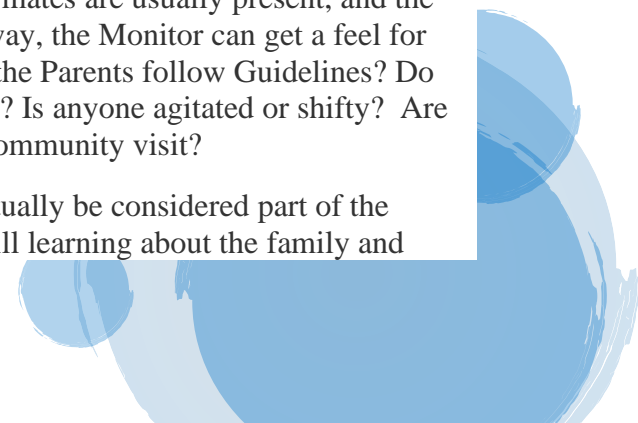 mates are usually present, and the
way, the Monitor can get a feel for
the Parents follow Guidelines? Do
? Is anyone agitated or shifty?  Are
ommunity visit?
ually be considered part of the
ll learning about the family and